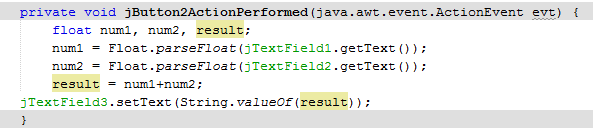 private void jButton2ActionPerformed(java.awt.event.ActionEvent evt) {
float num1, num2, result;
num1 = Float.parseFloat(jTextField1.getText());
num2 = Float.parseFloat(jTextField2.getText());
result = num1+num2;
jTextField3.setText(String.valueOf(result));
}